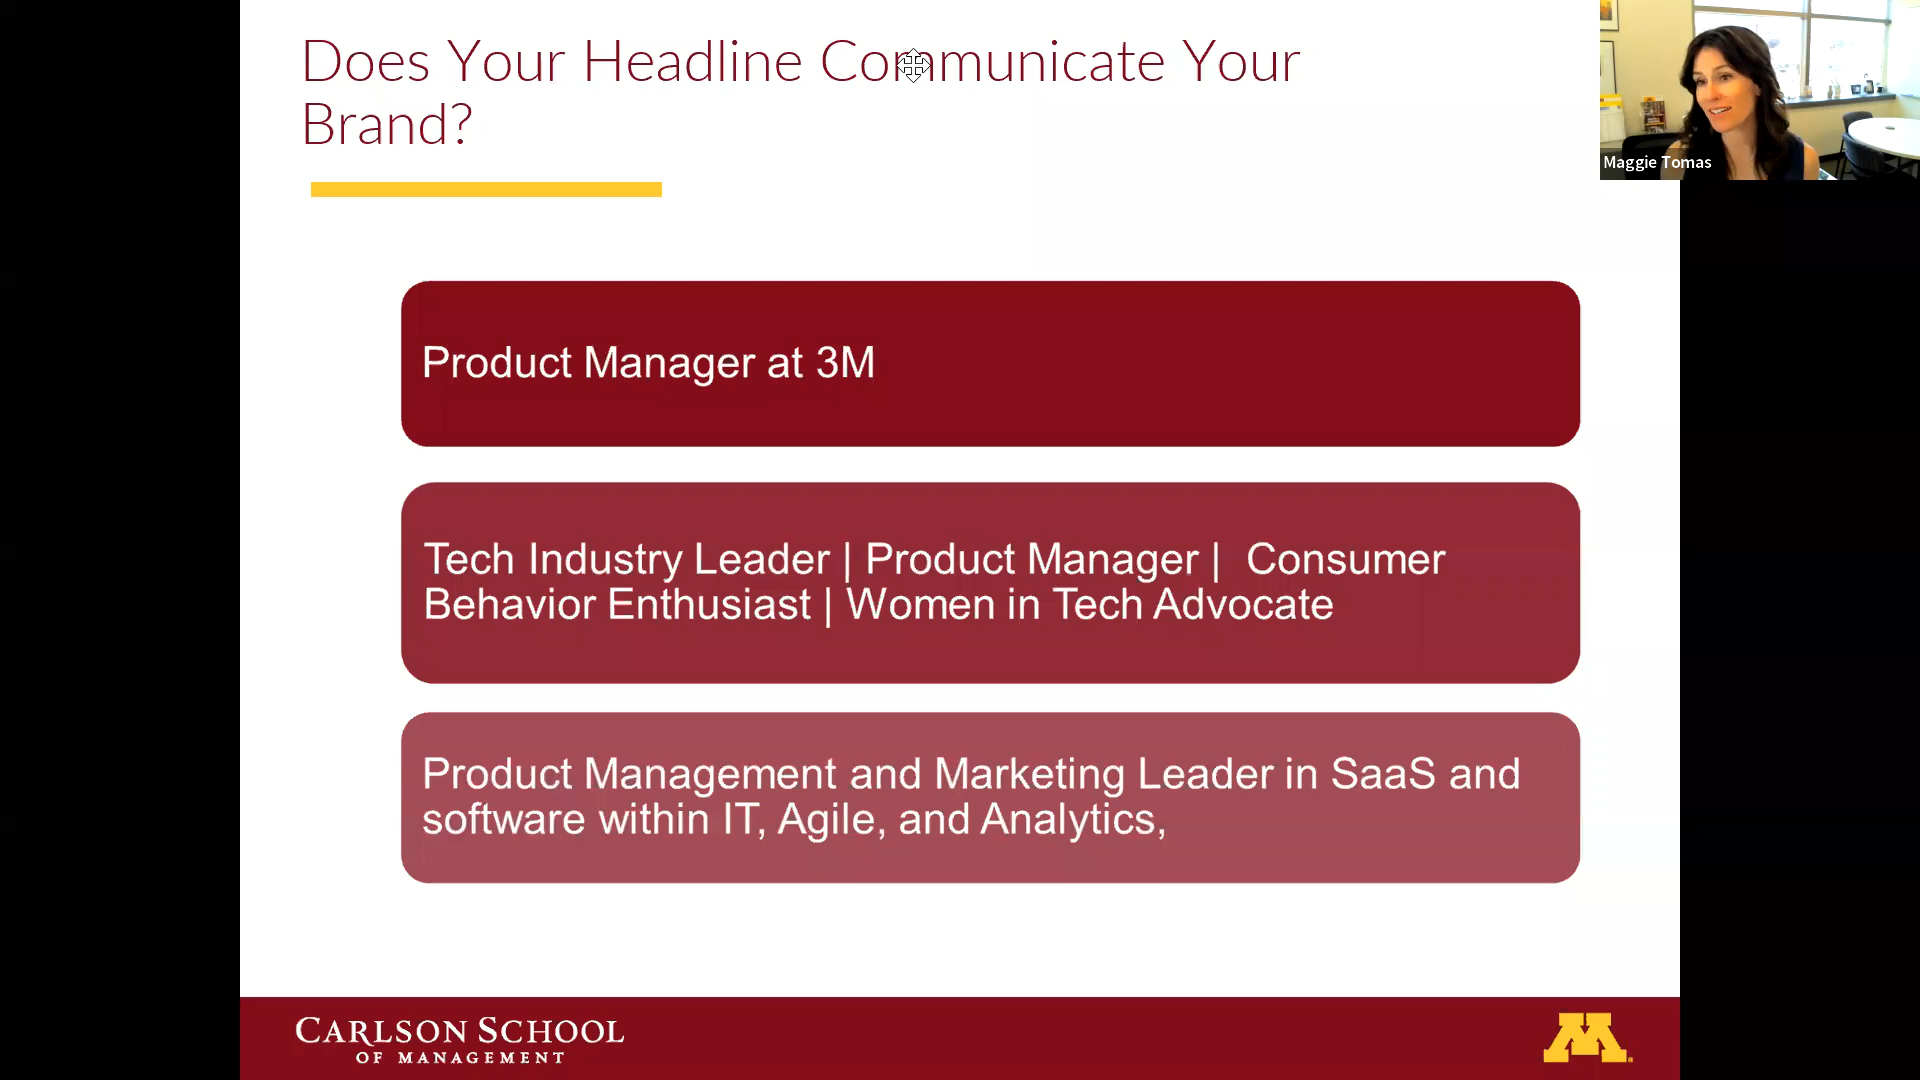 Does Your Headline Communicate Your
Brand?
Maggie Tomas
Product Manager at 3M
Tech Industry Leader | Product Manager |  Consumer
Behavior Enthusiast | Women in Tech Advocate
Product Management and Marketing Leader in SaaS and
software within IT, Agile, and Analytics,
CARLSON SCHOOL
OF MANAGEMENT
M